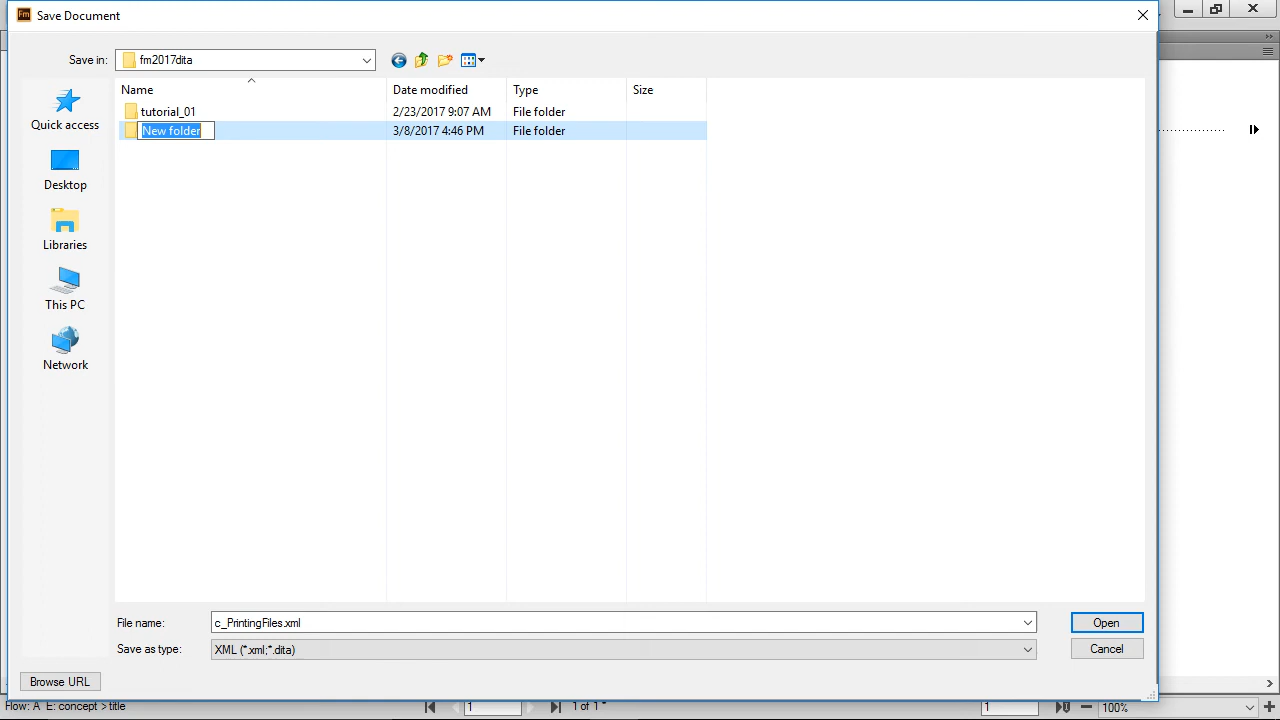 Fm Save Document
Save in: fm2017dita
Name Date modified Type Size
tutorial_01 2/23/2017 9:07 AM File folder
New folder 3/8/2017 4:46 PM File folder
Quick access
Desktop
Libraries
This PC
Network
File name: c_PrintingFiles.xml Open
Save as type: XML (*.xml;*.dita) Cancel
Browse URL
Flow: A E: concept > title 1 1 of 1 * 1 100%